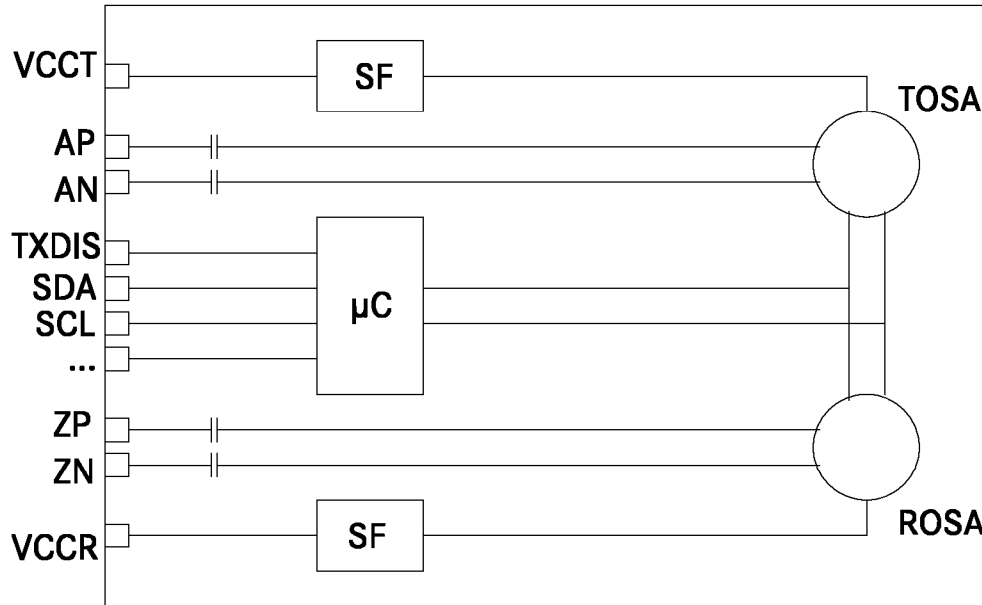 VCCT
SF
TOSA
AP
AN
TXDIS
SDA
µC
SCL
...
ZP
ZN
ROSA
SF
VCCR